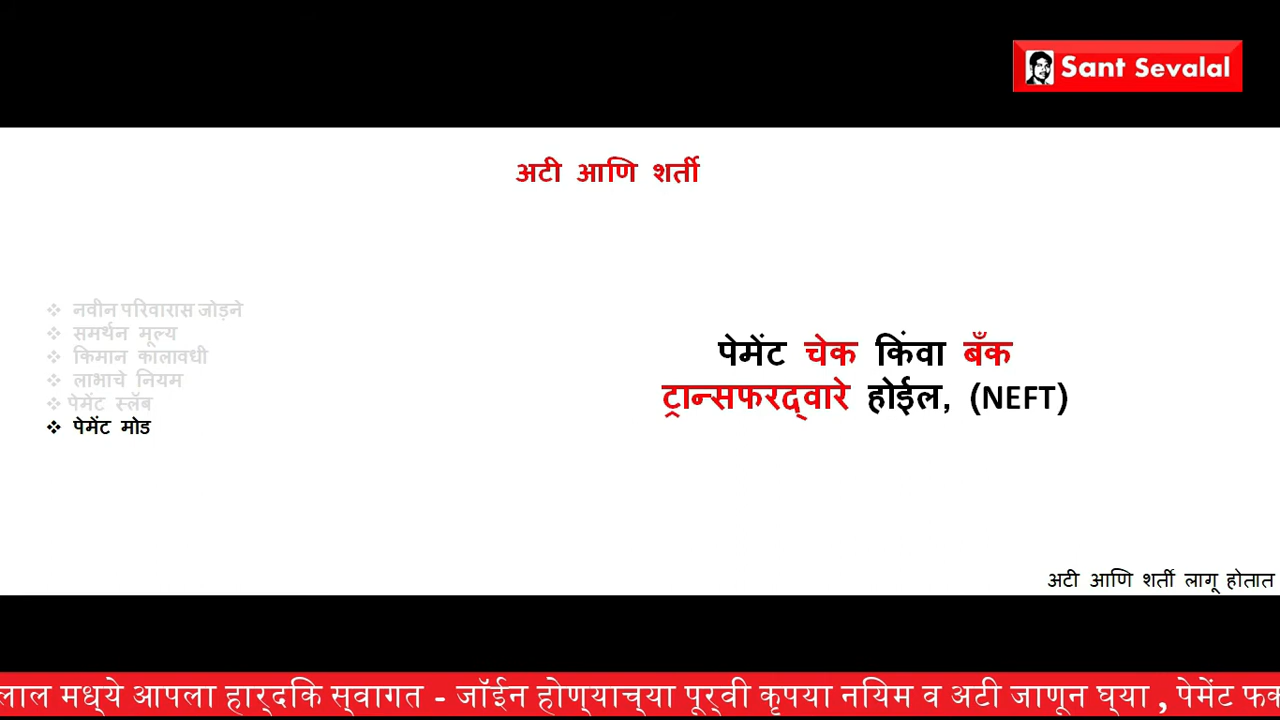 Sant Sevalal
अटी आणि शर्ती
❖ नवीन परिवारास जोड़ने
❖ समर्थन मूल्य
❖ किमान कालावधी
❖ लाभाचे नियम
❖ पेमेंट स्लॅब
❖ पेमेंट मोड
पेमेंट चेक किंवा बँक
ट्रान्सफरद्वारे होईल, (NEFT)
अटी आणि शर्ती लागू होतात
लाल मध्ये आपला हार्दिक स्वागत - जॉईन होण्याच्या पूर्वी कृपया नियम व अटी जाणून घ्या , पेमेंट फक